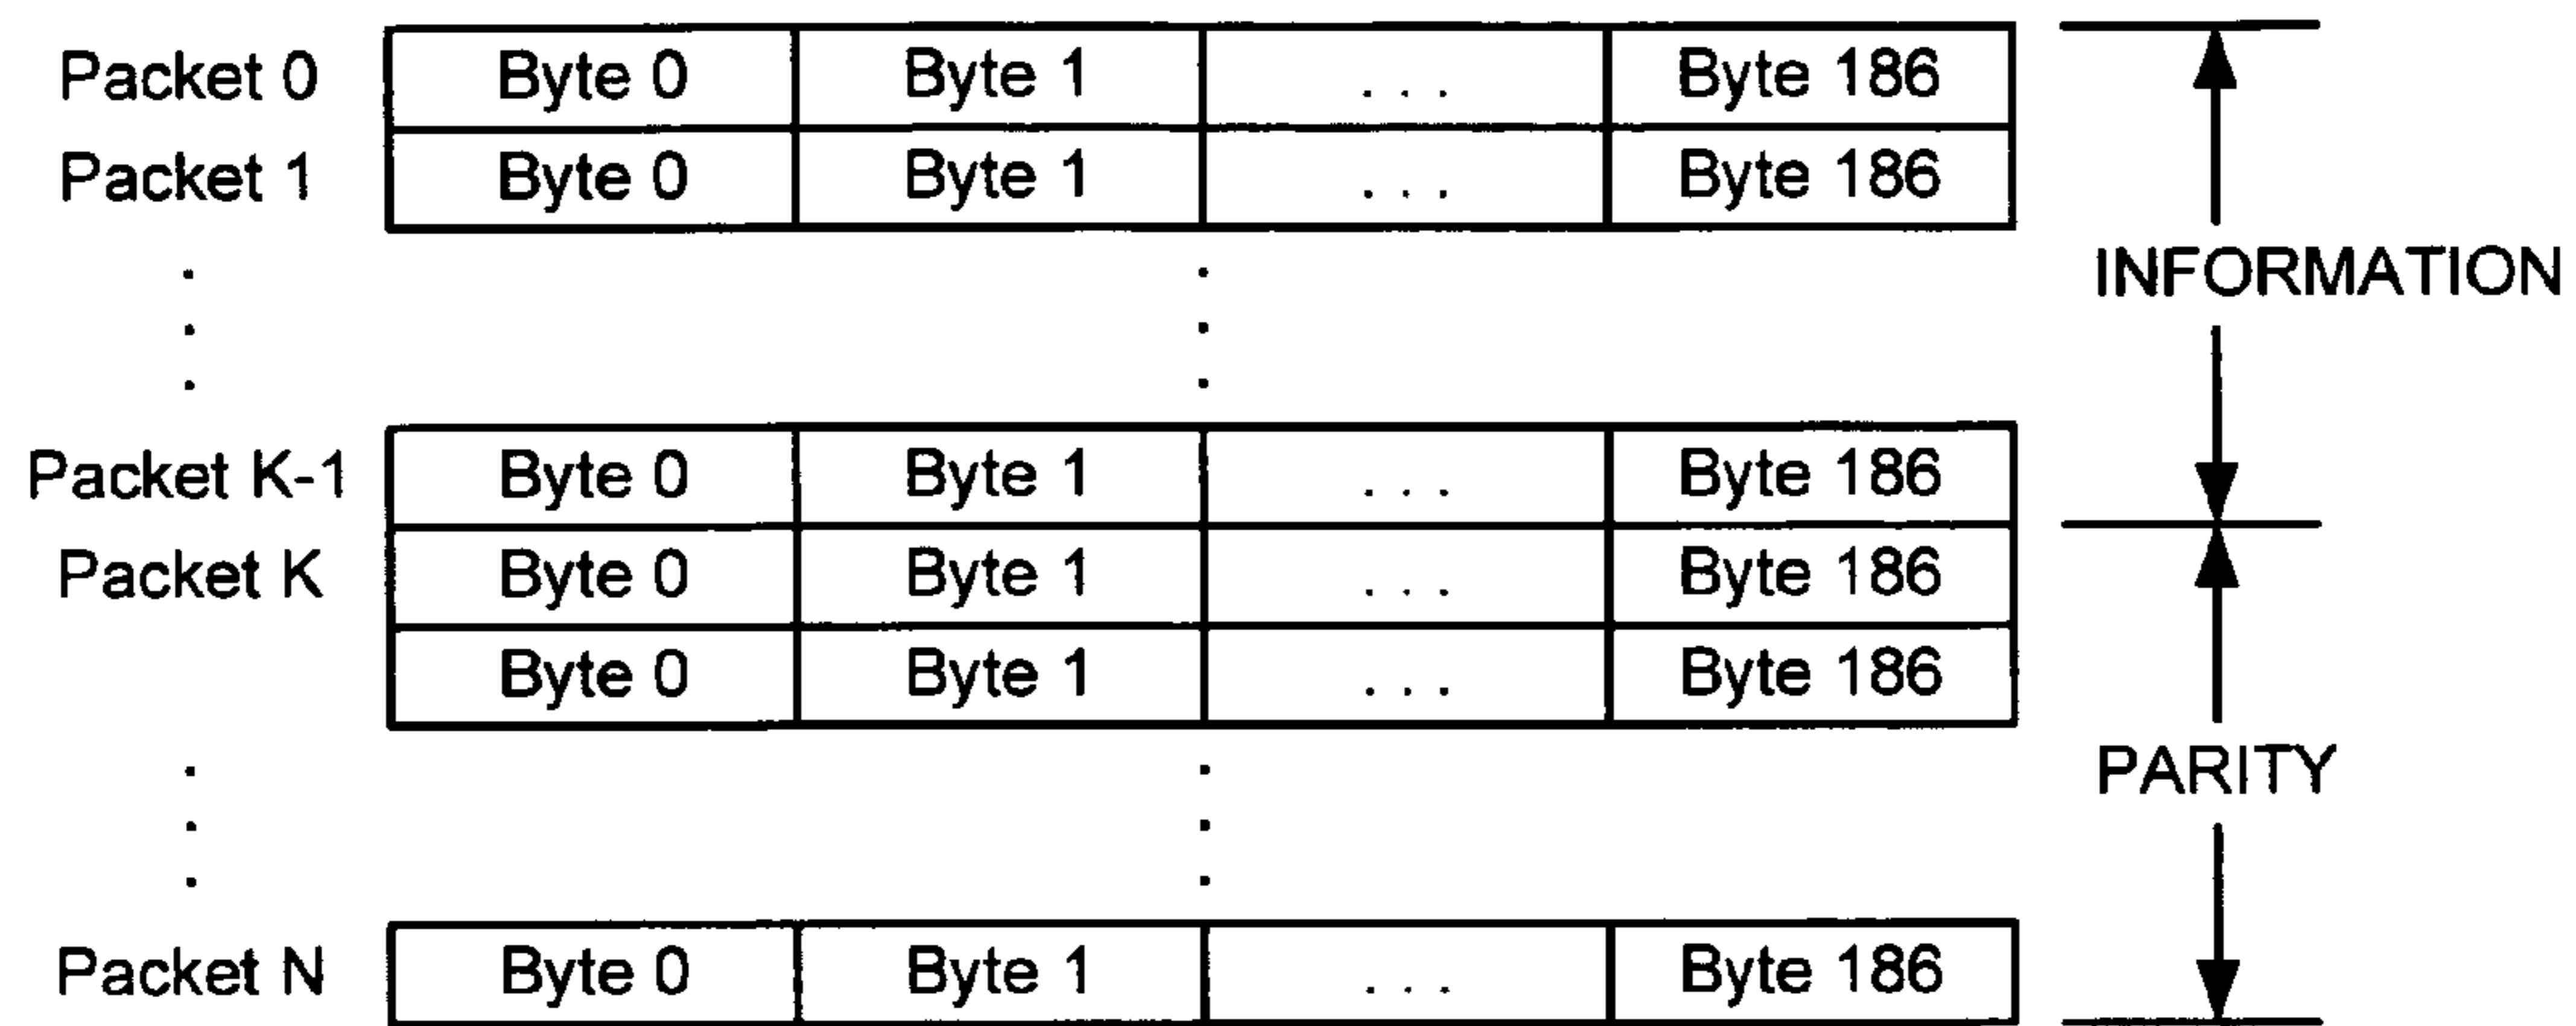 Packet 0 Byte 0 Byte 1 . . . Byte 186
Packet 1 Byte 0 Byte 1 . . . Byte 186
INFORMATION
Packet K-1 Byte 0 Byte 1 . . . Byte 186
Packet K Byte 0 Byte 1 . . . Byte 186
Byte 0 Byte 1 . . . Byte 186
PARITY
Packet N Byte 0 Byte 1 . . . Byte 186